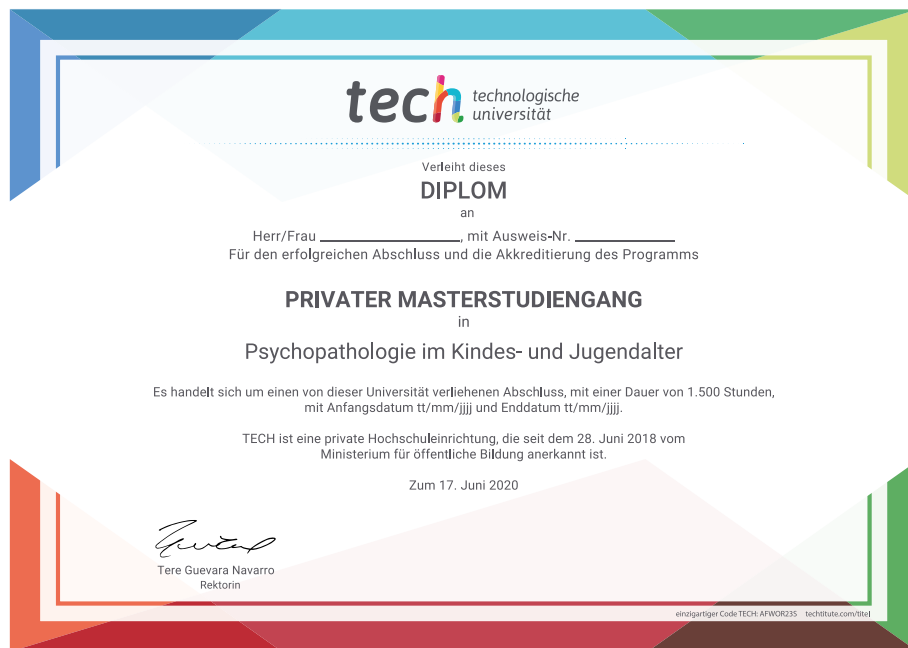 tech technologische
universität
Verleiht dieses
DIPLOM
an
Herr/Frau ____________________, mit Ausweis-Nr. ______________
Für den erfolgreichen Abschluss und die Akkreditierung des Programms
PRIVATER MASTERSTUDIENGANG
in
Psychopathologie im Kindes- und Jugendalter
Es handelt sich um einen von dieser Universität verliehenen Abschluss, mit einer Dauer von 1.500 Stunden,
mit Anfangsdatum tt/mm/jjjj und Enddatum tt/mm/jjjj.
TECH ist eine private Hochschuleinrichtung, die seit dem 28. Juni 2018 vom
Ministerium für öffentliche Bildung anerkannt ist.
Zum 17. Juni 2020
Tere Guevara Navarro
Rektorin
einzigartiger Code TECH: AFWOR23S techtitute.com/titel